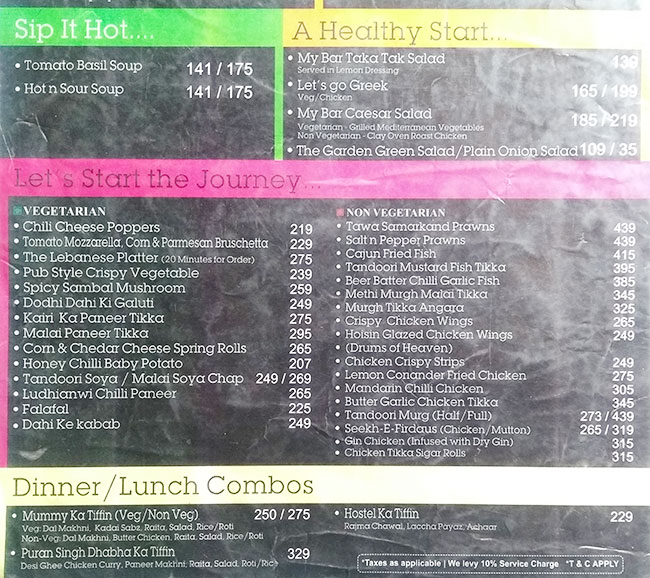 Sip It Hot....
• Tomato Basil Soup 141 / 175
• Hot n Sour Soup 141 / 175
A Healthy Start...
• My Bar Taka Tak Salad 139
Served in Lemon Dressing
• Let's go Greek 165 / 199
Veg/Chicken
• My Bar Caesar Salad 185 / 219
Vegetarian - Grilled Mediterranean Vegetables
Non Vegetarian - Clay Oven Roast Chicken
• The Garden Green Salad/Plain Onion Salad 109 / 35
Let's Start the Journey...
VEGETARIAN
• Chili Cheese Poppers 219
• Tomato Mozzarella, Corn & Parmesan Bruschetta 229
• The Lebanese Platter (20 Minutes for Order) 275
• Pub Style Crispy Vegetable 239
• Spicy Sambal Mushroom 259
• Dodhi Dahi Ki Galuti 249
• Kairi Ka Paneer Tikka 275
• Malai Paneer Tikka 295
• Corn & Chedar Cheese Spring Rolls 265
• Honey Chilli Baby Potato 207
• Tandoori Soya / Malai Soya Chap 249 / 269
• Ludhianwi Chilli Paneer 265
• Falafal 225
• Dahi Ke kabab 249
NON VEGETARIAN
• Tawa Samarkand Prawns 439
• Salt n Pepper Prawns 439
• Cajun Fried Fish 415
• Tandoori Mustard Fish Tikka 395
• Beer Batter Chilli Garlic Fish 385
• Methi Murgh Malai Tikka 345
• Murgh Tikka Angara 325
• Crispy Chicken Wings 265
• Hoisin Glazed Chicken Wings 249
• (Drums of Heaven)
• Chicken Crispy Strips 249
• Lemon Coriander Fried Chicken 275
• Mandarin Chilli Chicken 305
• Butter Garlic Chicken Tikka 345
• Tandoori Murg (Half/Full) 273 / 439
• Seekh-E-Firdaus (Chicken/Mutton) 265 / 319
• Gin Chicken (Infused with Dry Gin) 315
• Chicken Tikka Sigar Rolls 315
Dinner/Lunch Combos
• Mummy Ka Tiffin (Veg/Non Veg) 250 / 275
Veg: Dal Makhni, Kadai Sabz, Raita, Salad, Rice/Roti
Non-Veg: Dal Makhni, Butter Chicken, Raita, Salad, Rice/Roti
• Puran Singh Dhabha Ka Tiffin 329
Desi Ghee Chicken Curry, Paneer Makhni, Raita, Salad, Roti/Rice
• Hostel Ka Tiffin 229
Rajma Chawal, Laccha Payaz, Achaar
*Taxes as applicable | We levy 10% Service Charge *T & C APPLY